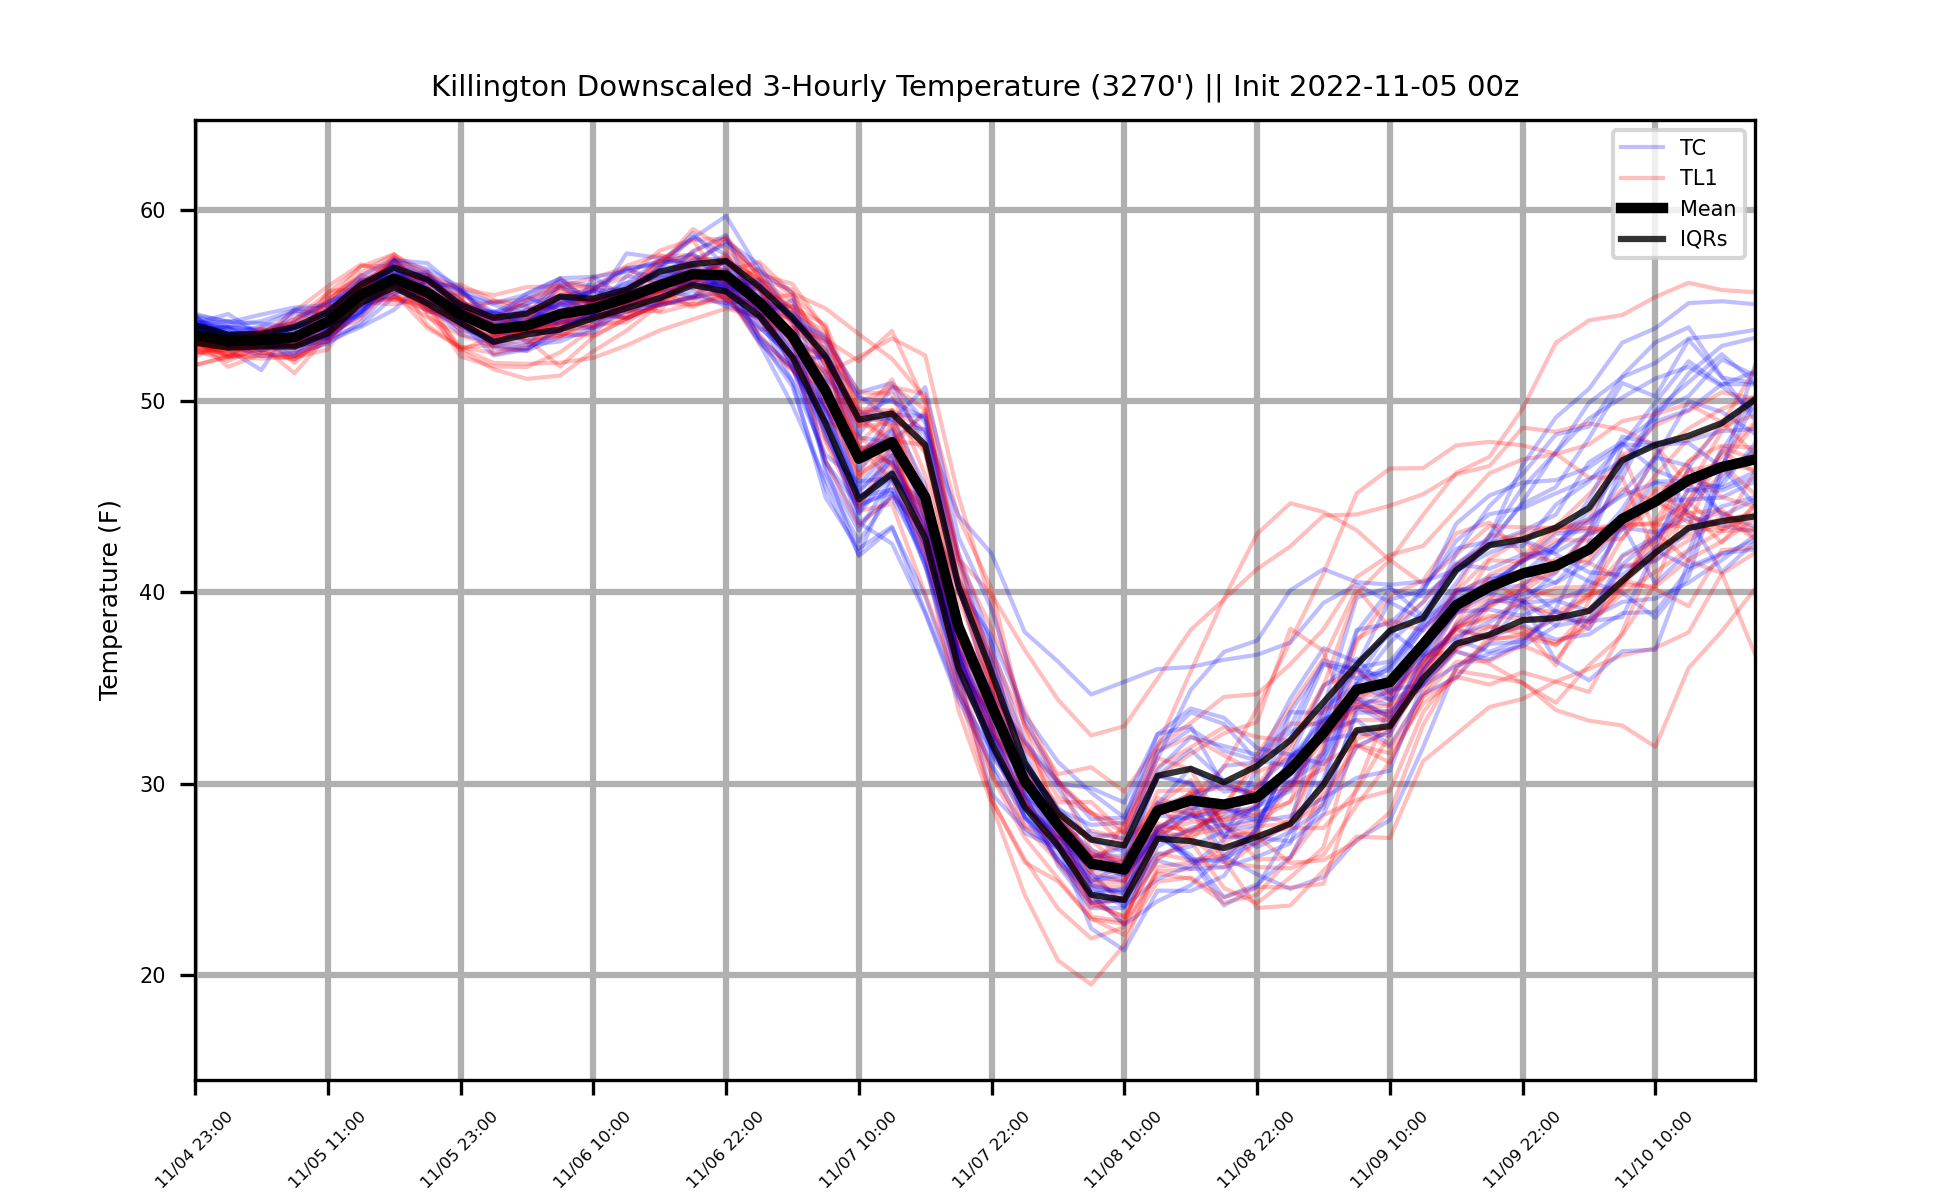 Killington Downscaled 3-Hourly Temperature (3270') || Init 2022-11-05 00z
TC
TL1
Mean
IQRs
Temperature (F)
60
50
40
30
20
11/04 23:00
11/05 11:00
11/05 23:00
11/06 10:00
11/06 22:00
11/07 10:00
11/07 22:00
11/08 10:00
11/08 22:00
11/09 10:00
11/09 22:00
11/10 10:00